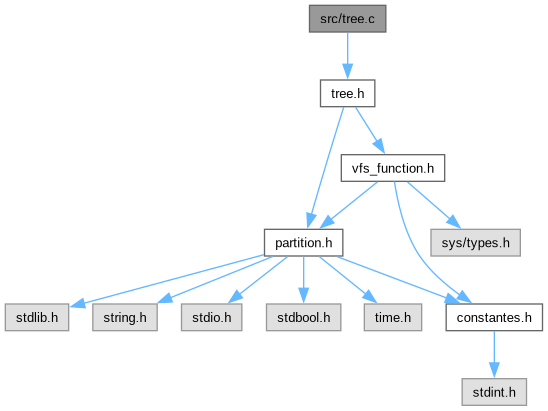 src/tree.c
tree.h
vfs_function.h
partition.h
sys/types.h
stdlib.h
string.h
stdio.h
stdbool.h
time.h
constantes.h
stdint.h